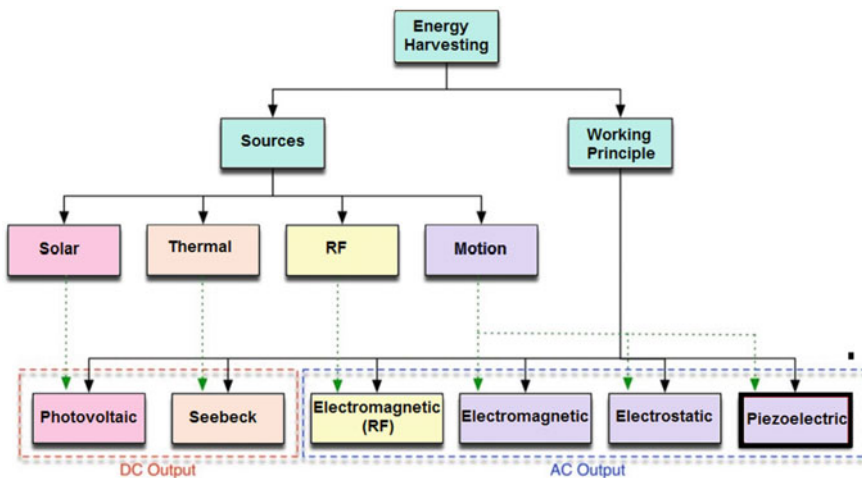 Energy
Harvesting
Sources
Working
Principle
Solar
Thermal
RF
Motion
Photovoltaic
Seebeck
Electromagnetic
(RF)
Electromagnetic
Electrostatic
Piezoelectric
DC Output
AC Output